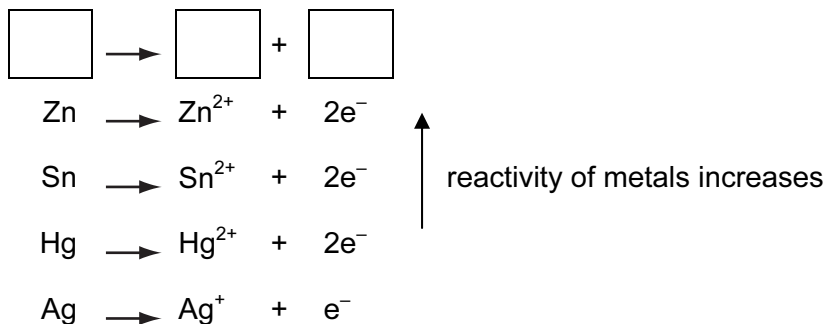 +
Zn → Zn²⁺ + 2e⁻
Sn → Sn²⁺ + 2e⁻
reactivity of metals increases
Hg → Hg²⁺ + 2e⁻
Ag → Ag⁺ + e⁻